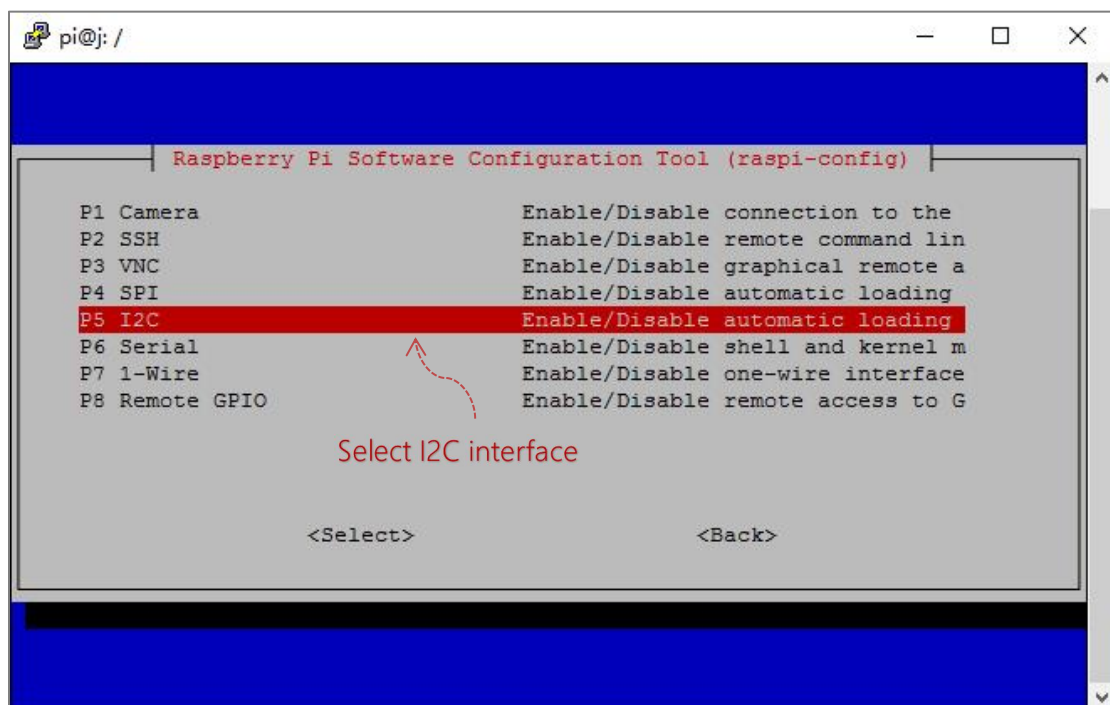 pi@j: /
Raspberry Pi Software Configuration Tool (raspi-config)
P1 Camera Enable/Disable connection to the
P2 SSH Enable/Disable remote command lin
P3 VNC Enable/Disable graphical remote a
P4 SPI Enable/Disable automatic loading
P5 I2C Enable/Disable automatic loading
P6 Serial Enable/Disable shell and kernel m
P7 1-Wire Enable/Disable one-wire interface
P8 Remote GPIO Enable/Disable remote access to G
Select I2C interface
<Select> <Back>